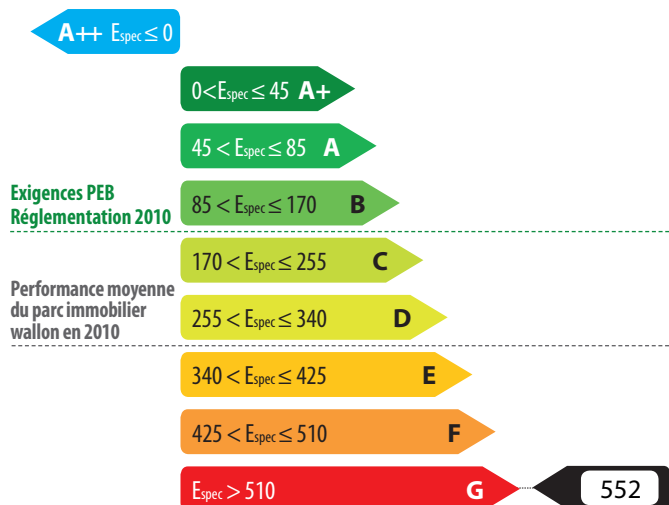 A++ Espec ≤ 0
0<Espec ≤ 45 A+
45 < Espec ≤ 85 A
Exigences PEB
Réglementation 2010
85 < Espec ≤ 170 B
170 < Espec ≤ 255 C
Performance moyenne
du parc immobilier
wallon en 2010
255 < Espec ≤ 340 D
340 < Espec ≤ 425 E
425 < Espec ≤ 510 F
Espec > 510 G 552